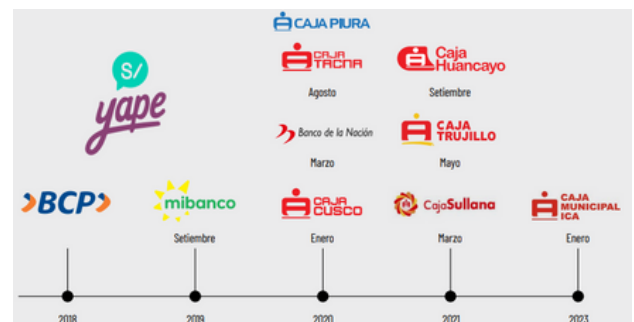 CAJA PIURA
CAJA TACNA
Caja Huancayo
Agosto
Setiembre
S/
yape
Banco de la Nación
CAJA TRUJILLO
Marzo
Mayo
BCP
mibanco
CAJA CUSCO
CajaSullana
CAJA MUNICIPAL ICA
Setiembre
Enero
Marzo
Enero
2018
2019
2020
2021
2023